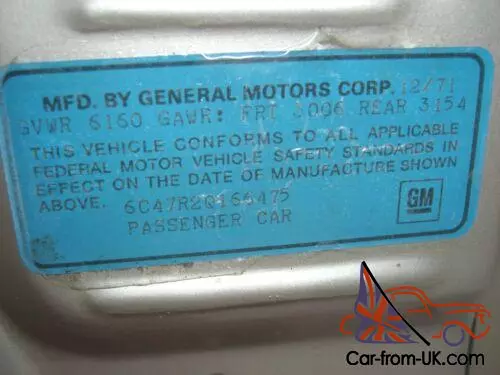 MFD. BY GENERAL MOTORS CORP. 12/71
GVWR 6160 GAWR: FRT 3006 REAR 3154
THIS VEHICLE CONFORMS TO ALL APPLICABLE
FEDERAL MOTOR VEHICLE SAFETY STANDARDS IN
EFFECT ON THE DATE OF MANUFACTURE SHOWN
ABOVE. 6C47R2Q166475
PASSENGER CAR
GM
Car-from-UK.com